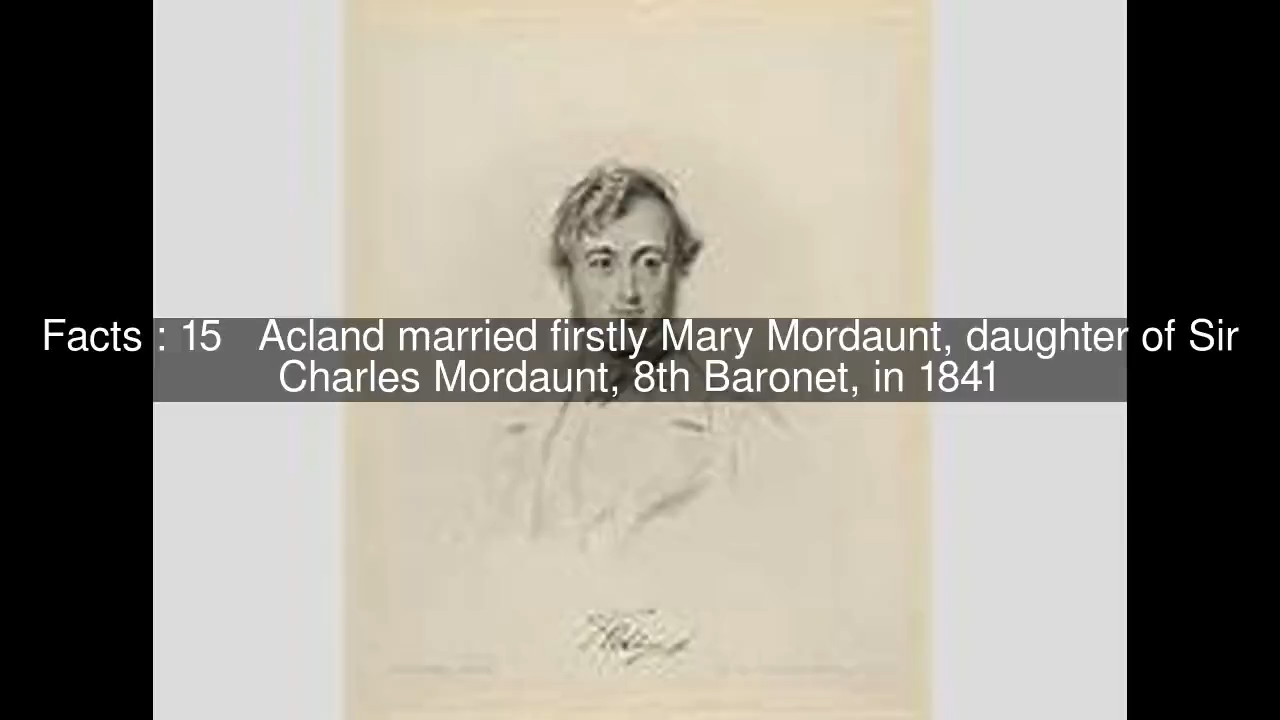 Facts : 15   Acland married firstly Mary Mordaunt, daughter of Sir
Charles Mordaunt, 8th Baronet, in 1841